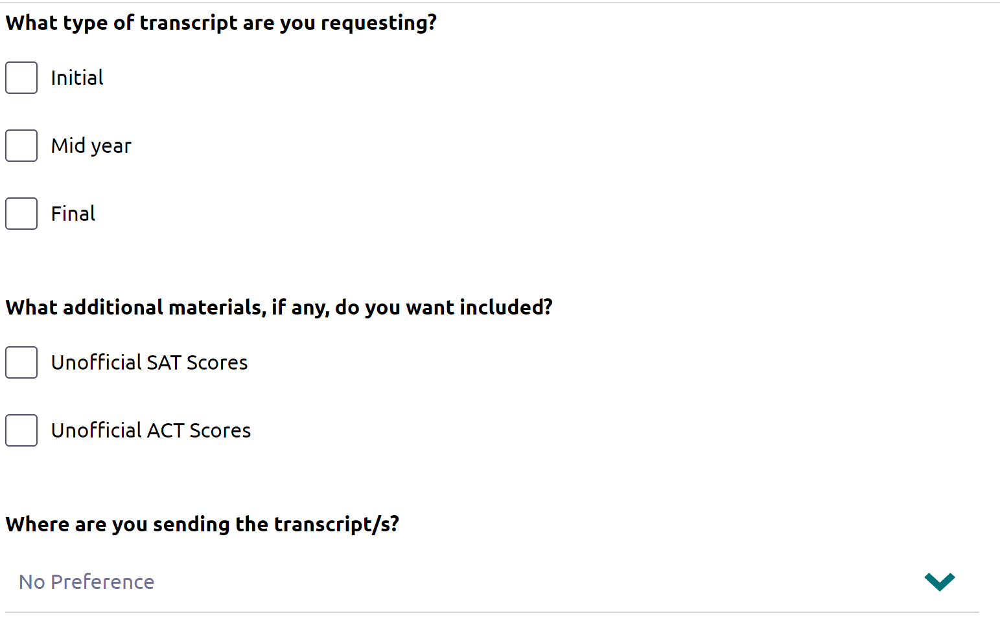 What type of transcript are you requesting?
Initial
Mid year
Final
What additional materials, if any, do you want included?
Unofficial SAT Scores
Unofficial ACT Scores
Where are you sending the transcript/s?
No Preference